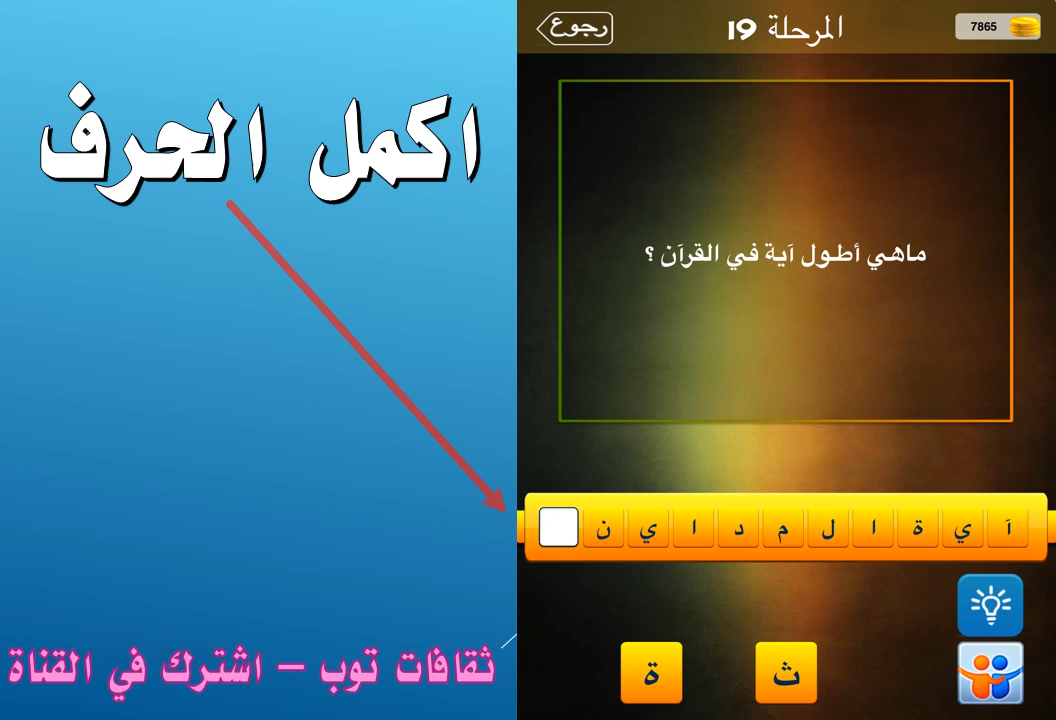 رجوع
المرحلة 19
7865
اكمل الحرف
ماهي أطول آية في القرآن ؟
آ ي ة ا ل م د ا ي ن
ث ة
ثقافات توب – اشترك في القناة